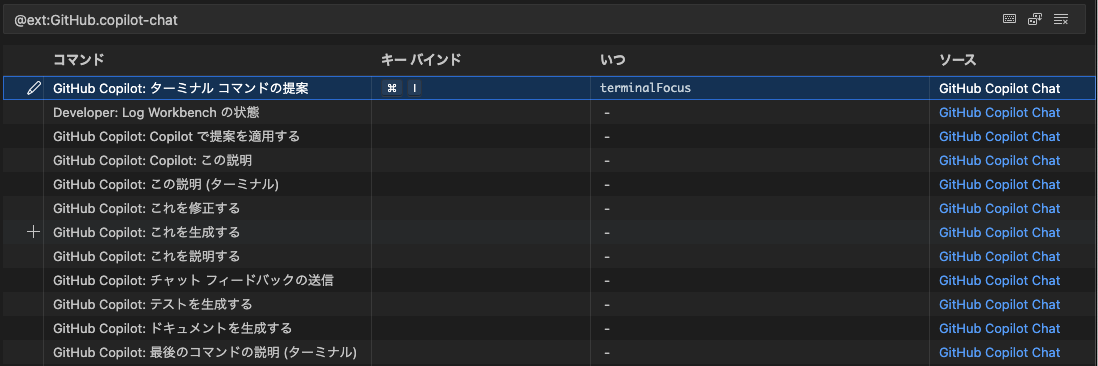 @ext:GitHub.copilot-chat
コマンド キー バインド いつ ソース
GitHub Copilot: ターミナル コマンドの提案 ⌘ I terminalFocus GitHub Copilot Chat
Developer: Log Workbench の状態 - GitHub Copilot Chat
GitHub Copilot: Copilot で提案を適用する - GitHub Copilot Chat
GitHub Copilot: Copilot: この説明 - GitHub Copilot Chat
GitHub Copilot: この説明 (ターミナル) - GitHub Copilot Chat
GitHub Copilot: これを修正する - GitHub Copilot Chat
GitHub Copilot: これを生成する - GitHub Copilot Chat
GitHub Copilot: これを説明する - GitHub Copilot Chat
GitHub Copilot: チャット フィードバックの送信 - GitHub Copilot Chat
GitHub Copilot: テストを生成する - GitHub Copilot Chat
GitHub Copilot: ドキュメントを生成する - GitHub Copilot Chat
GitHub Copilot: 最後のコマンドの説明 (ターミナル) - GitHub Copilot Chat